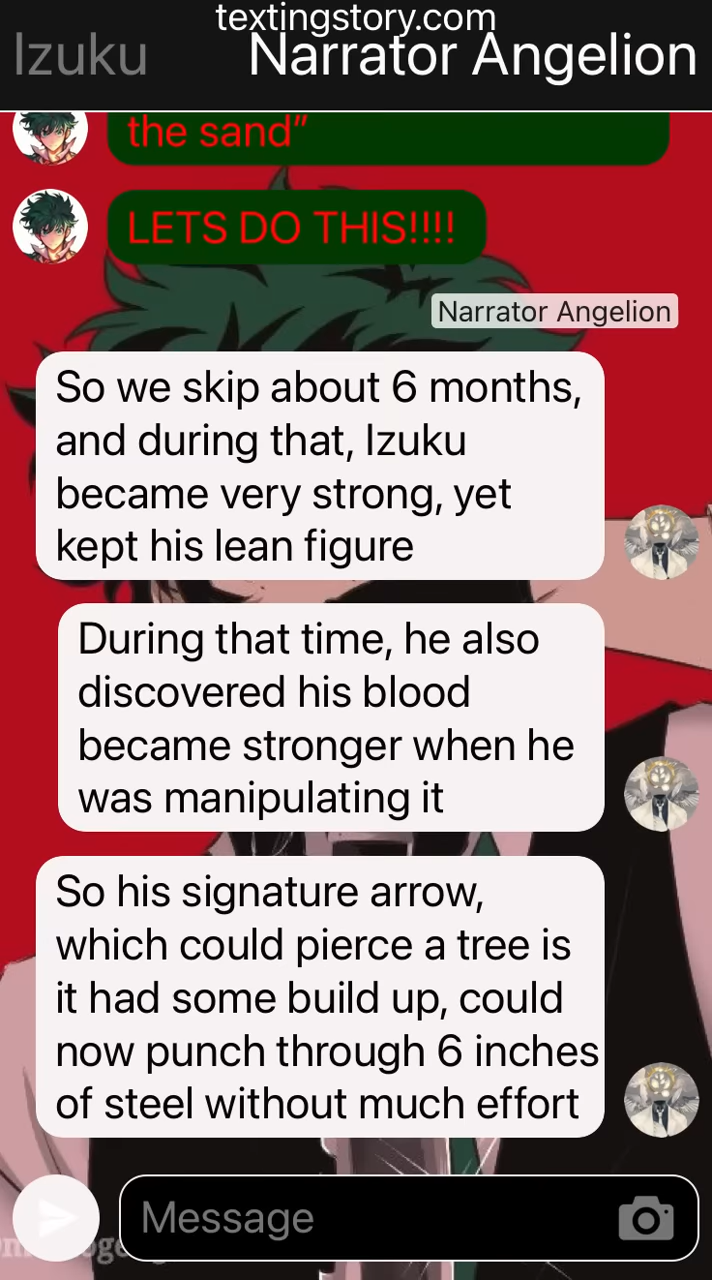 textingstory.com
Izuku Narrator Angelion
the sand”
LETS DO THIS!!!!
Narrator Angelion
So we skip about 6 months,
and during that, Izuku
became very strong, yet
kept his lean figure
During that time, he also
discovered his blood
became stronger when he
was manipulating it
So his signature arrow,
which could pierce a tree is
it had some build up, could
now punch through 6 inches
of steel without much effort
Message